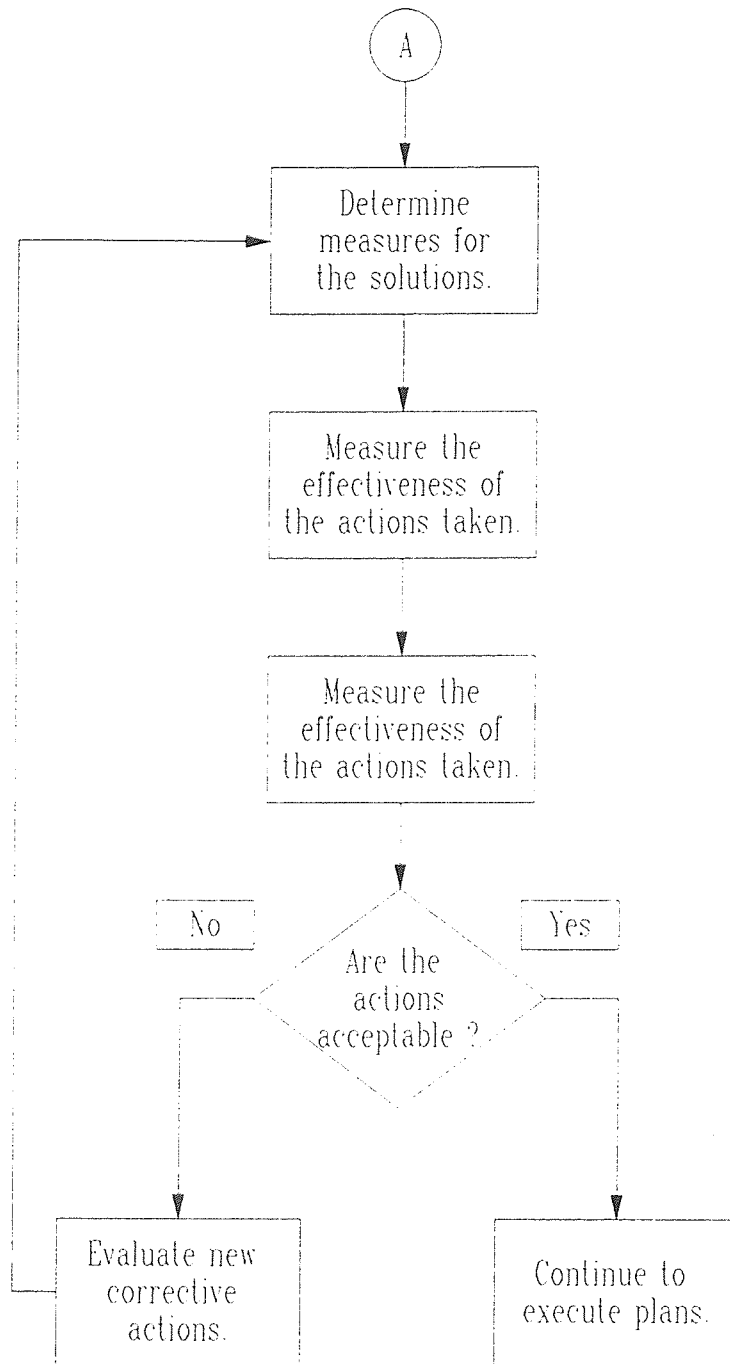 A
Determine
measures for
the solutions.
Measure the
effectiveness of
the actions taken.
Measure the
effectiveness of
the actions taken.
No
Yes
Are the
actions
acceptable ?
Evaluate new
corrective
actions.
Continue to
execute plans.